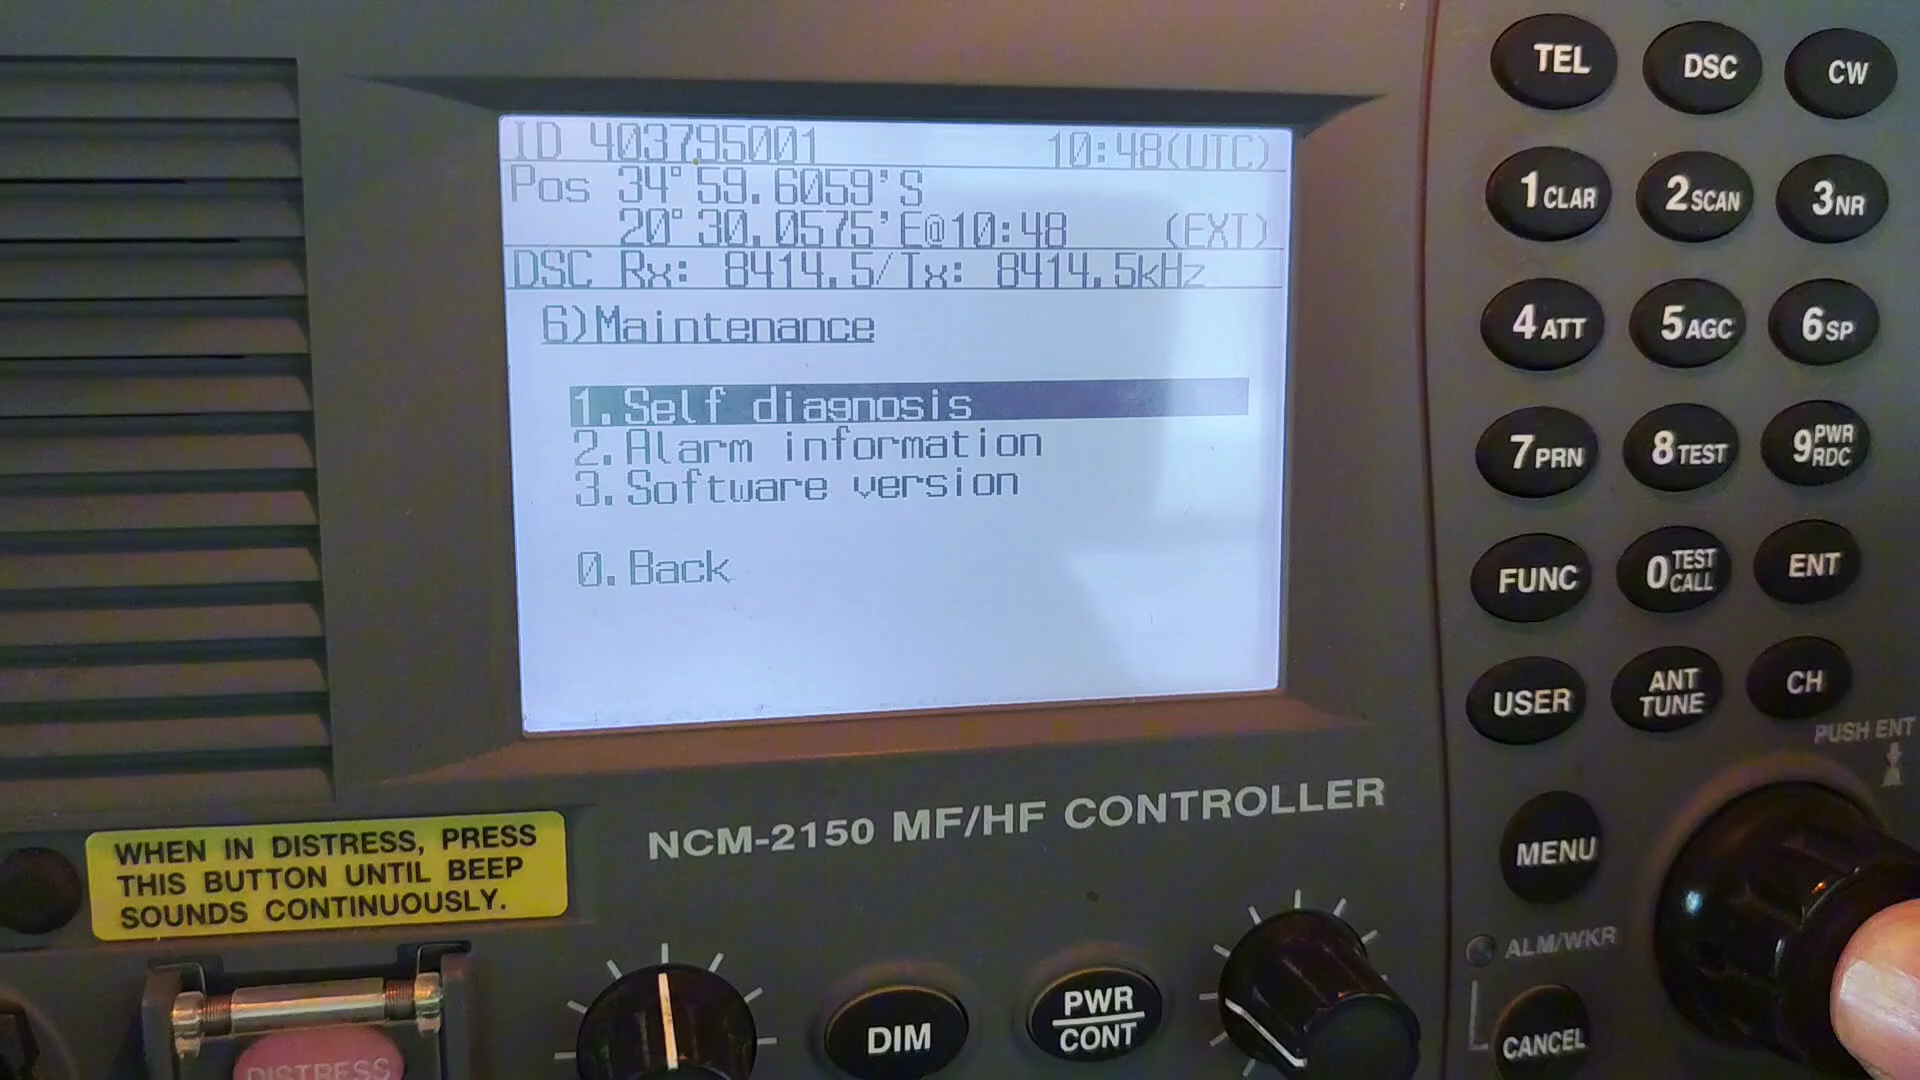 ID 403795001 10:48(UTC)
Pos 34°59.6059'S
20°30.0575'E@10:48 (EXT)
DSC Rx: 8414.5/Tx: 8414.5kHz
6)Maintenance
1.Self diagnosis
2.Alarm information
3.Software version
0.Back
NCM-2150 MF/HF CONTROLLER
WHEN IN DISTRESS, PRESS
THIS BUTTON UNTIL BEEP
SOUNDS CONTINUOUSLY.
DISTRESS
DIM
PWR
CONT
TEL DSC CW
1 CLAR 2 SCAN 3 NR
4 ATT 5 AGC 6 SP
7 PRN 8 TEST 9 PWR RDC
FUNC 0 TEST CALL ENT
USER ANT TUNE CH
PUSH ENT
MENU
ALM/WKR
CANCEL